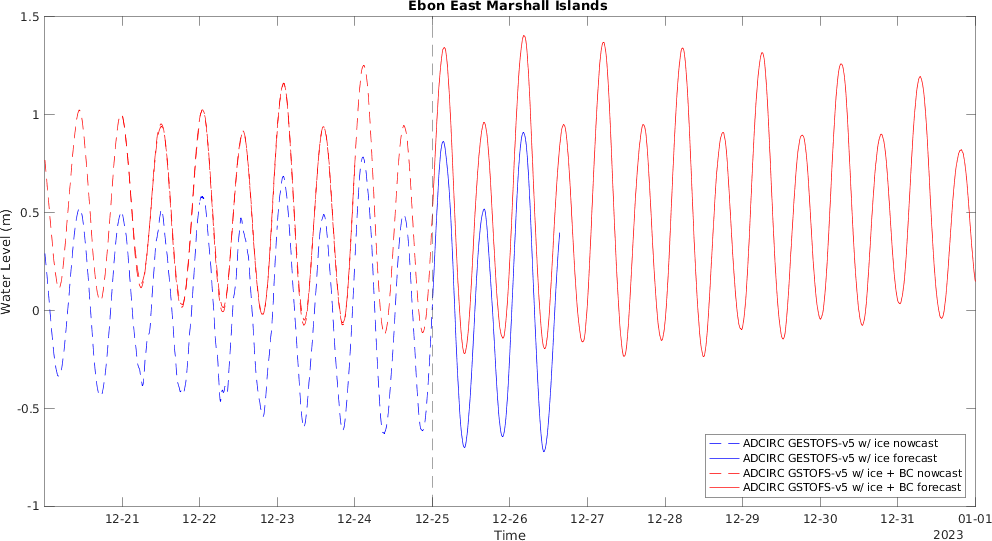 Ebon East Marshall Islands
1.5
1
0.5
0
-0.5
-1
Water Level (m)
ADCIRC GESTOFS-v5 w/ ice nowcast
ADCIRC GESTOFS-v5 w/ ice forecast
ADCIRC GSTOFS-v5 w/ ice + BC nowcast
ADCIRC GSTOFS-v5 w/ ice + BC forecast
12-21 12-22 12-23 12-24 12-25 12-26 12-27 12-28 12-29 12-30 12-31 01-01
Time
2023